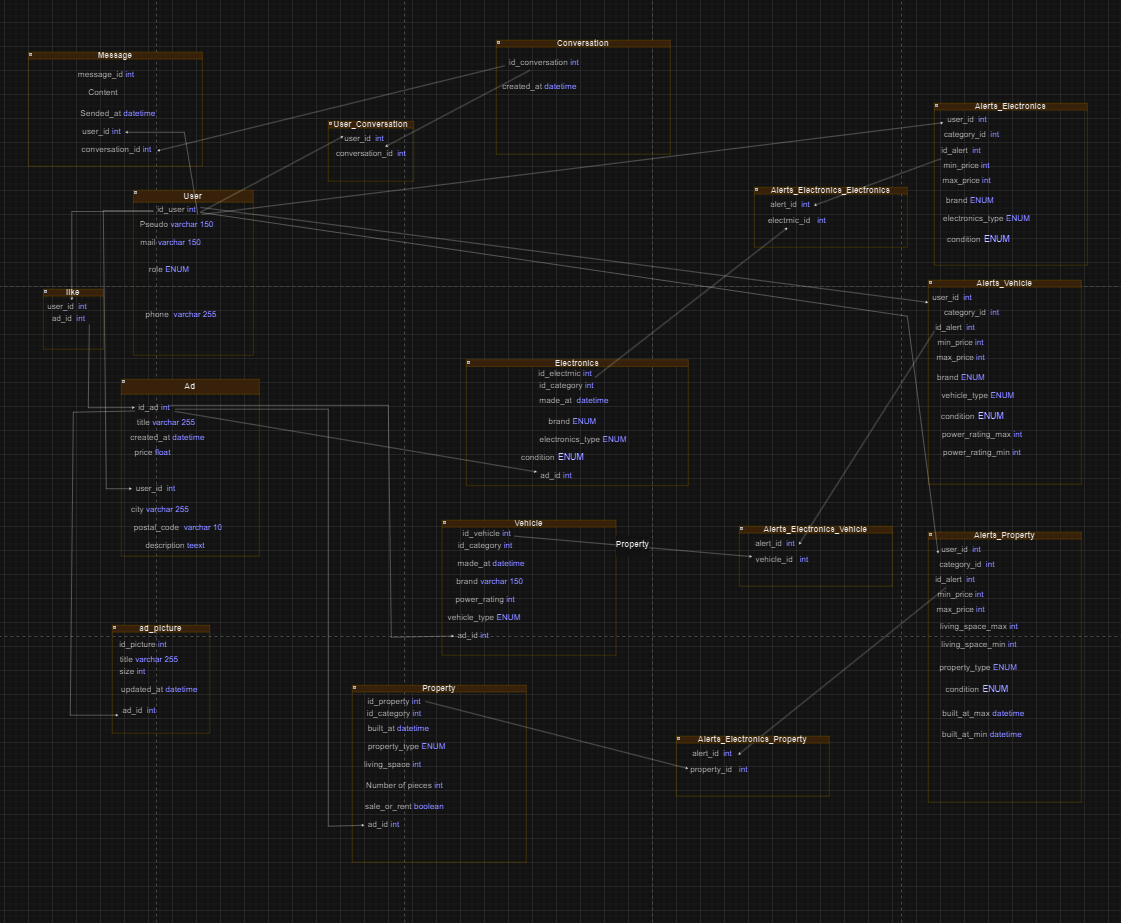 Message
message_id int
Content
Sended_at datetime
user_id int
conversation_id int
Conversation
id_conversation int
created_at datetime
User_Conversation
user_id int
conversation_id int
Alerts_Electronics
user_id int
category_id int
id_alert int
min_price int
max_price int
brand ENUM
electronics_type ENUM
condition ENUM
User
id_user int
Pseudo varchar 150
mail varchar 150
role ENUM
phone varchar 255
Alerts_Electronics_Electronics
alert_id int
electrnic_id int
like
user_id int
ad_id int
Alerts_Vehicle
user_id int
category_id int
id_alert int
min_price int
max_price int
brand ENUM
vehicle_type ENUM
condition ENUM
power_rating_max int
power_rating_min int
Ad
id_ad int
title varchar 255
created_at datetime
price float
user_id int
city varchar 255
postal_code varchar 10
description teext
Electronics
id_electrnic int
id_category int
made_at datetime
brand ENUM
electronics_type ENUM
condition ENUM
ad_id int
Vehicle
id_vehicle int
id_category int
made_at datetime
brand varchar 150
power_rating int
vehicle_type ENUM
ad_id int
Property
Alerts_Electronics_Vehicle
alert_id int
vehicle_id int
Alerts_Property
user_id int
category_id int
id_alert int
min_price int
max_price int
living_space_max int
living_space_min int
property_type ENUM
condition ENUM
built_at_max datetime
built_at_min datetime
ad_picture
id_picture int
title varchar 255
size int
updated_at datetime
ad_id int
Property
id_property int
id_category int
built_at datetime
property_type ENUM
living_space int
Number of pieces int
sale_or_rent boolean
ad_id int
Alerts_Electronics_Property
alert_id int
property_id int